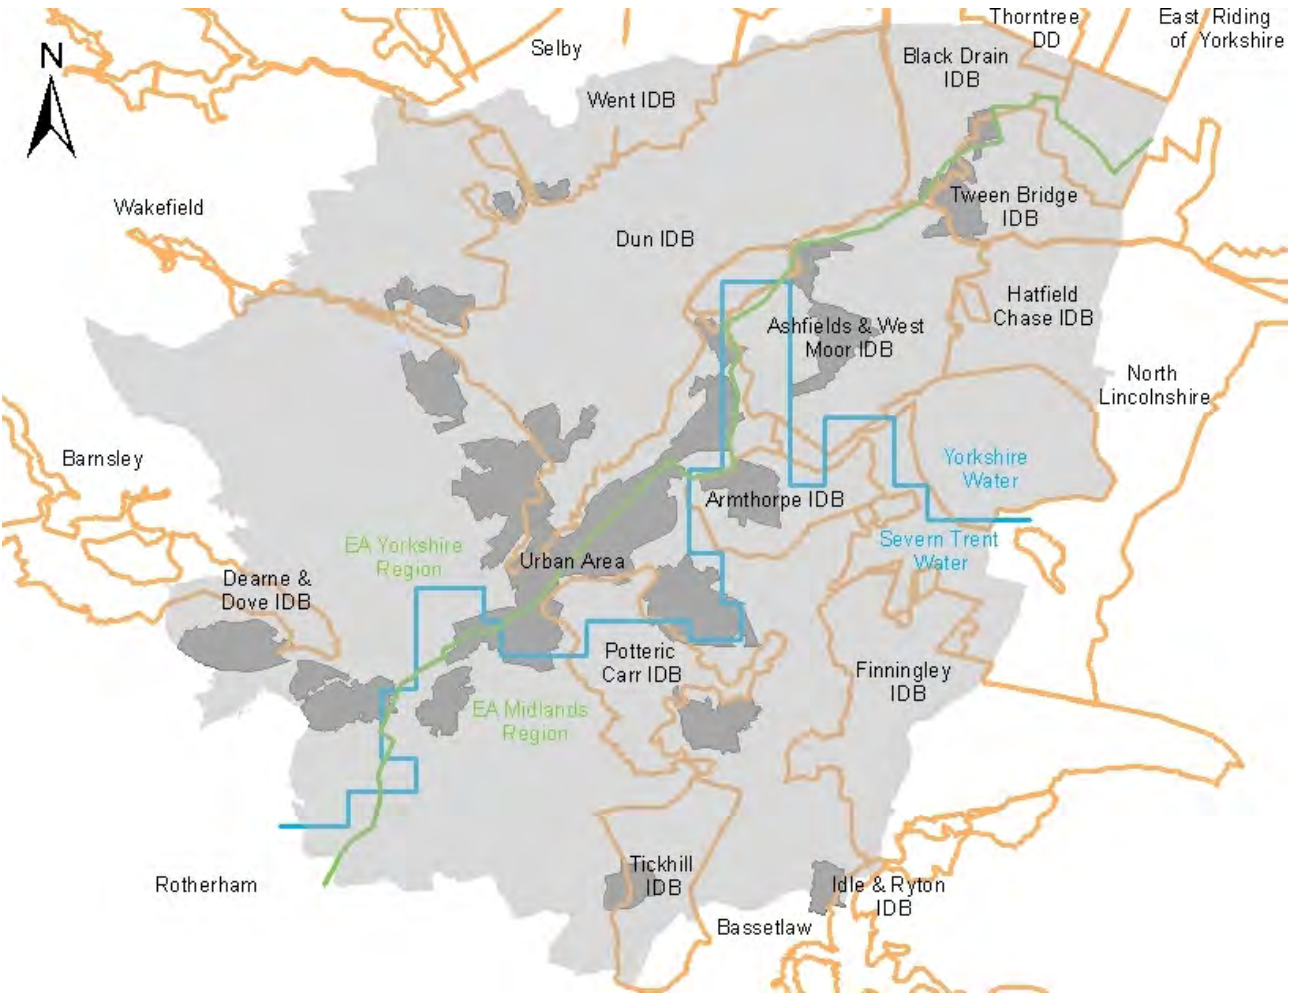 Thorntree
DD
East Riding
of Yorkshire
N
Selby
Black Drain
IDB
Went IDB
Wakefield
Tween Bridge
IDB
Dun IDB
Hatfield
Chase IDB
Ashfields & West
Moor IDB
North
Lincolnshire
Barnsley
Yorkshire
Water
Armthorpe IDB
Severn Trent
Water
EA Yorkshire
Region
Urban Area
Dearne &
Dove IDB
Potteric
Carr IDB
Finningley
IDB
EA Midlands
Region
Tickhill
IDB
Rotherham
Idle & Ryton
IDB
Bassetlaw